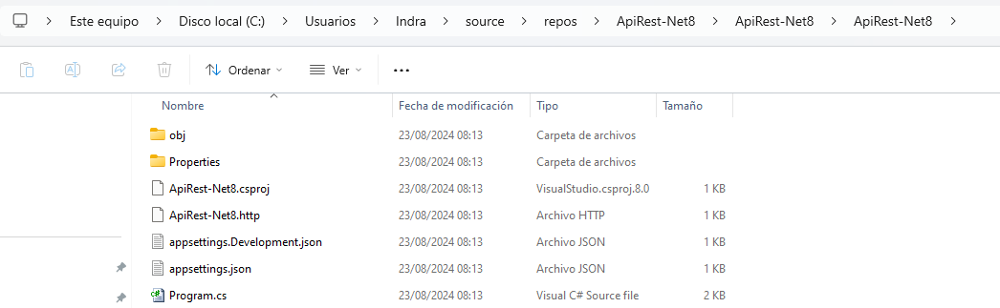 Este equipo > Disco local (C:) > Usuarios > Indra > source > repos > ApiRest-Net8 > ApiRest-Net8 > ApiRest-Net8 >
Ordenar Ver ...
Nombre Fecha de modificación Tipo Tamaño
obj 23/08/2024 08:13 Carpeta de archivos
Properties 23/08/2024 08:13 Carpeta de archivos
ApiRest-Net8.csproj 23/08/2024 08:13 VisualStudio.csproj.8.0 1 KB
ApiRest-Net8.http 23/08/2024 08:13 Archivo HTTP 1 KB
appsettings.Development.json 23/08/2024 08:13 Archivo JSON 1 KB
appsettings.json 23/08/2024 08:13 Archivo JSON 1 KB
Program.cs 23/08/2024 08:13 Visual C# Source file 2 KB